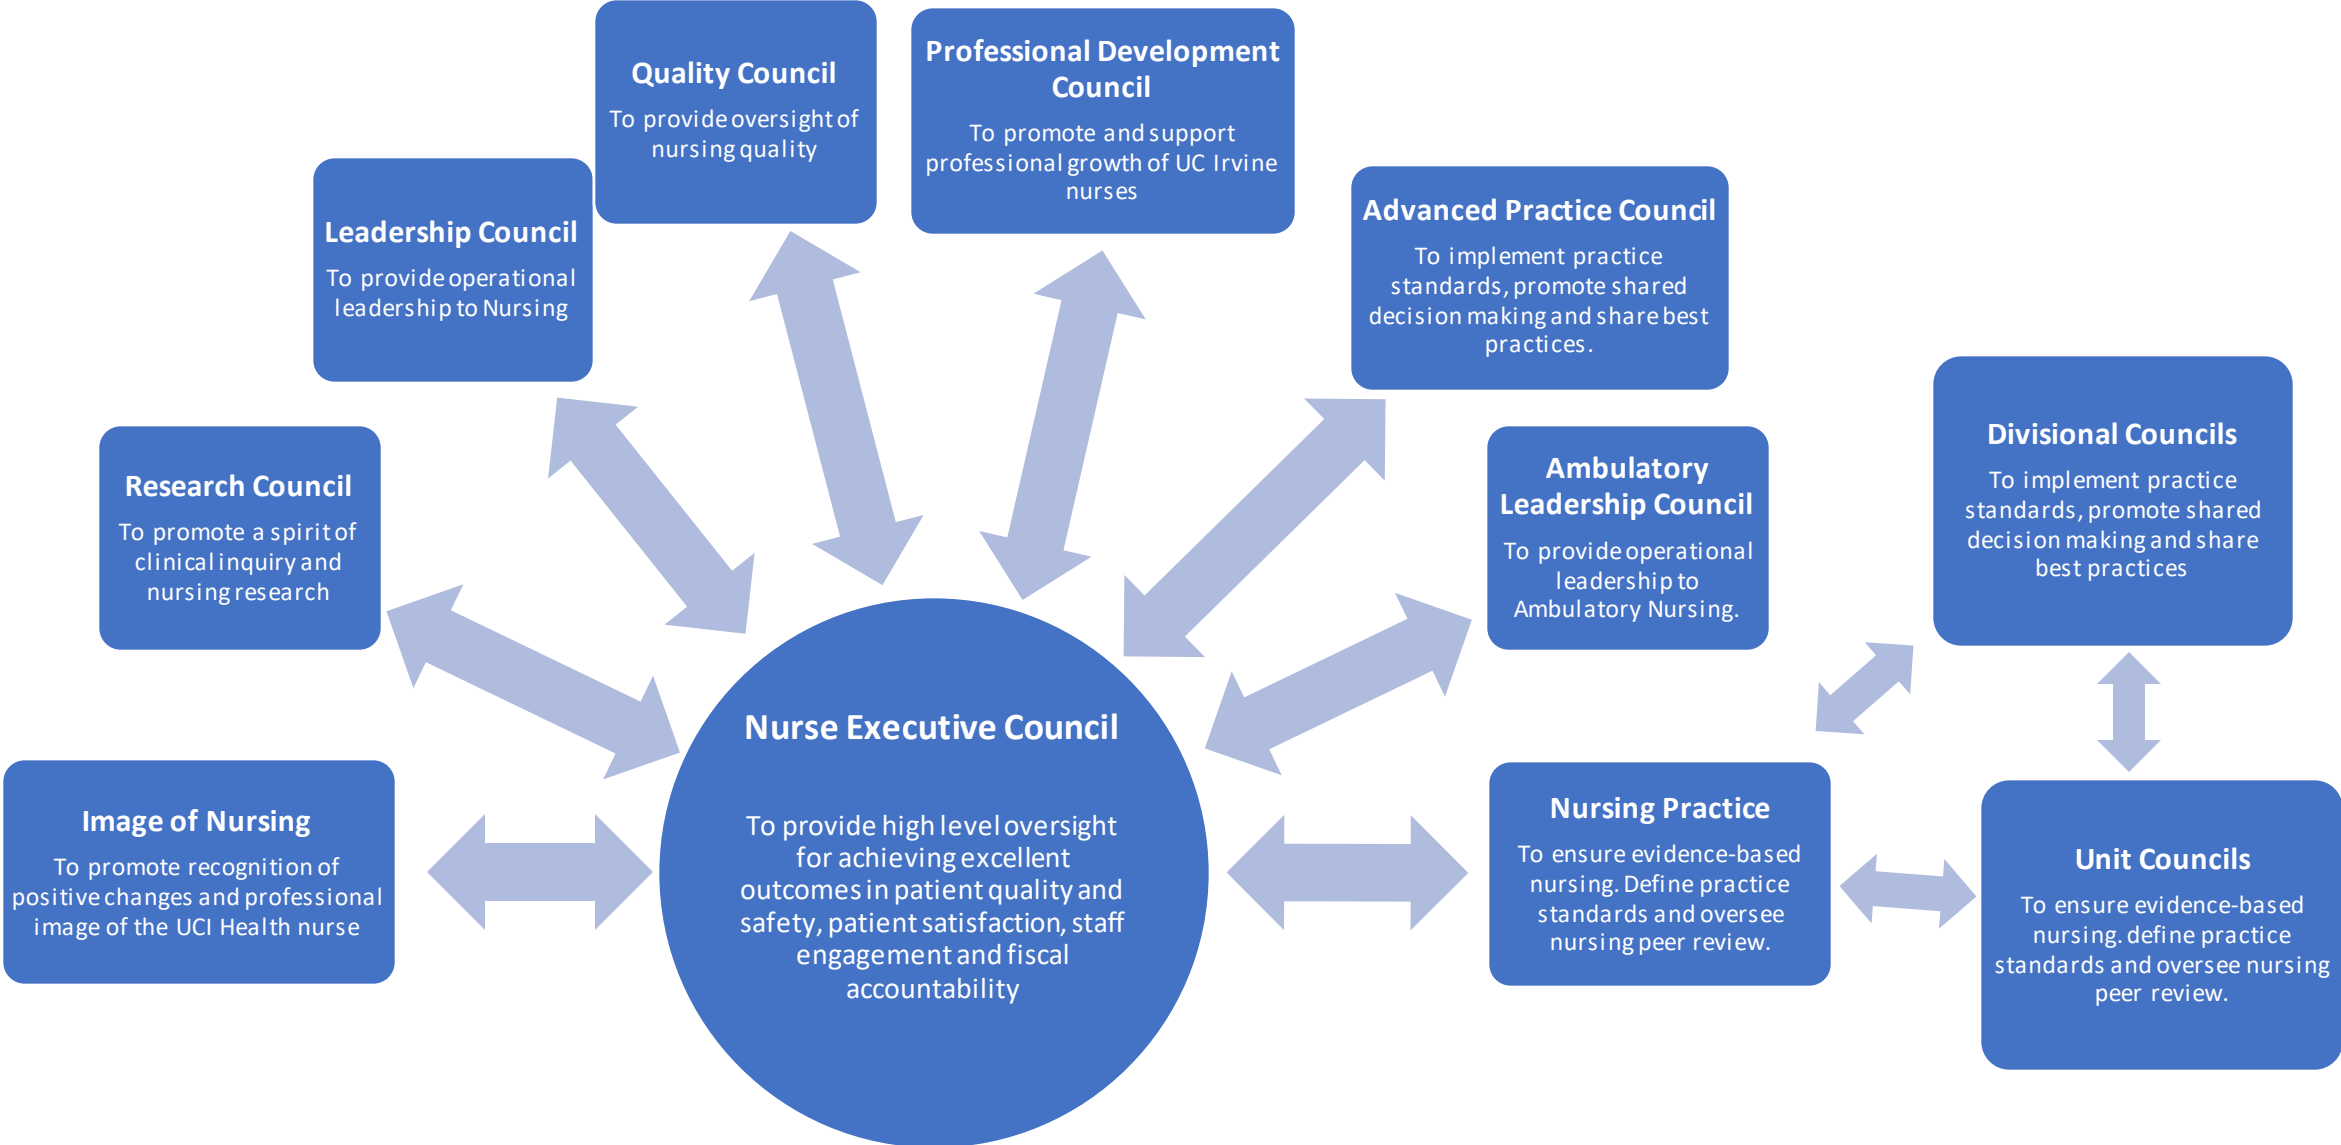 Quality Council
To provide oversight of
nursing quality
Professional Development
Council
To promote and support
professional growth of UC Irvine
nurses
Leadership Council
To provide operational
leadership to Nursing
Advanced Practice Council
To implement practice
standards, promote shared
decision making and share best
practices.
Research Council
To promote a spirit of
clinical inquiry and
nursing research
Ambulatory
Leadership Council
To provide operational
leadership to
Ambulatory Nursing.
Divisional Councils
To implement practice
standards, promote shared
decision making and share
best practices
Image of Nursing
To promote recognition of
positive changes and professional
image of the UCI Health nurse
Nurse Executive Council
To provide high level oversight
for achieving excellent
outcomes in patient quality and
safety, patient satisfaction, staff
engagement and fiscal
accountability
Nursing Practice
To ensure evidence-based
nursing. Define practice
standards and oversee
nursing peer review.
Unit Councils
To ensure evidence-based
nursing. define practice
standards and oversee nursing
peer review.